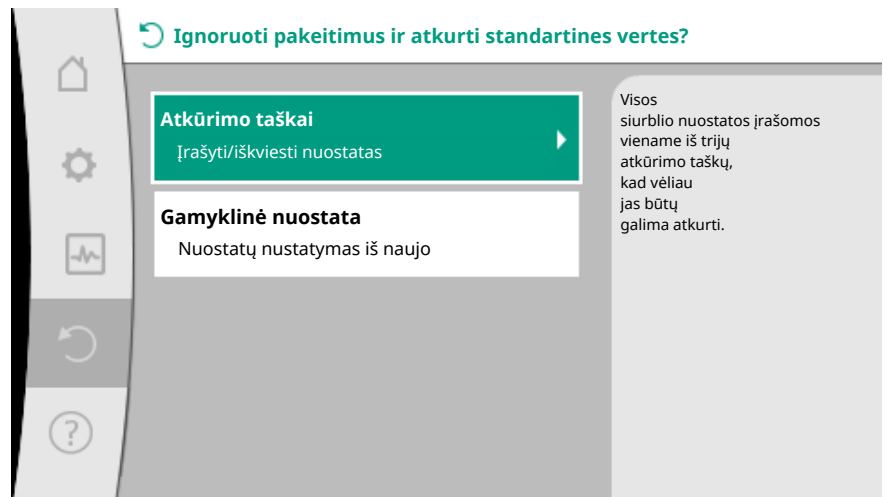 Ignoruoti pakeitimus ir atkurti standartines vertes?
Atkūrimo taškai
Įrašyti/iškviesti nuostatas
Gamyklinė nuostata
Nuostatų nustatymas iš naujo
Visos
siurblio nuostatos įrašomos
viename iš trijų
atkūrimo taškų,
kad vėliau
jas būtų
galima atkurti.
?